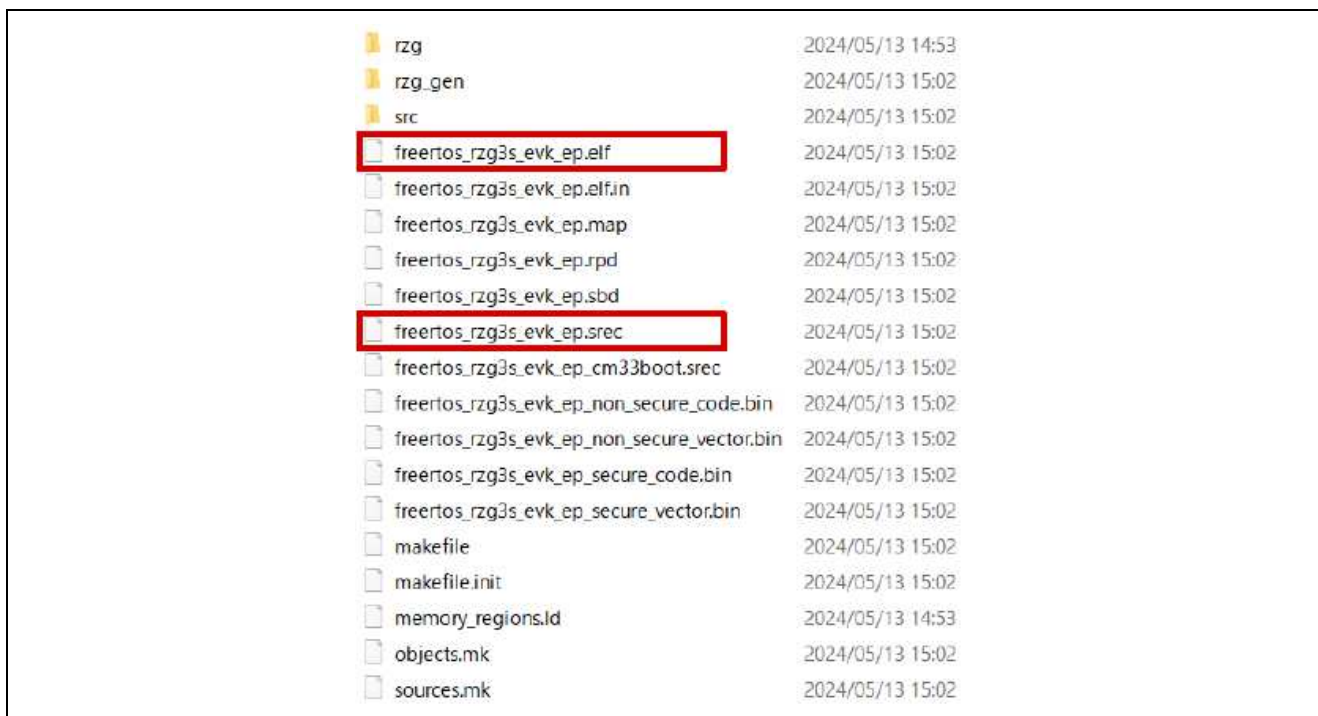 rzg 2024/05/13 14:53
rzg_gen 2024/05/13 15:02
src 2024/05/13 15:02
freertos_rzg3s_evk_ep.elf 2024/05/13 15:02
freertos_rzg3s_evk_ep.elf.in 2024/05/13 15:02
freertos_rzg3s_evk_ep.map 2024/05/13 15:02
freertos_rzg3s_evk_ep.rpd 2024/05/13 15:02
freertos_rzg3s_evk_ep.sbd 2024/05/13 15:02
freertos_rzg3s_evk_ep.srec 2024/05/13 15:02
freertos_rzg3s_evk_ep_cm33boot.srec 2024/05/13 15:02
freertos_rzg3s_evk_ep_non_secure_code.bin 2024/05/13 15:02
freertos_rzg3s_evk_ep_non_secure_vector.bin 2024/05/13 15:02
freertos_rzg3s_evk_ep_secure_code.bin 2024/05/13 15:02
freertos_rzg3s_evk_ep_secure_vector.bin 2024/05/13 15:02
makefile 2024/05/13 15:02
makefile.init 2024/05/13 15:02
memory_regions.ld 2024/05/13 14:53
objects.mk 2024/05/13 15:02
sources.mk 2024/05/13 15:02